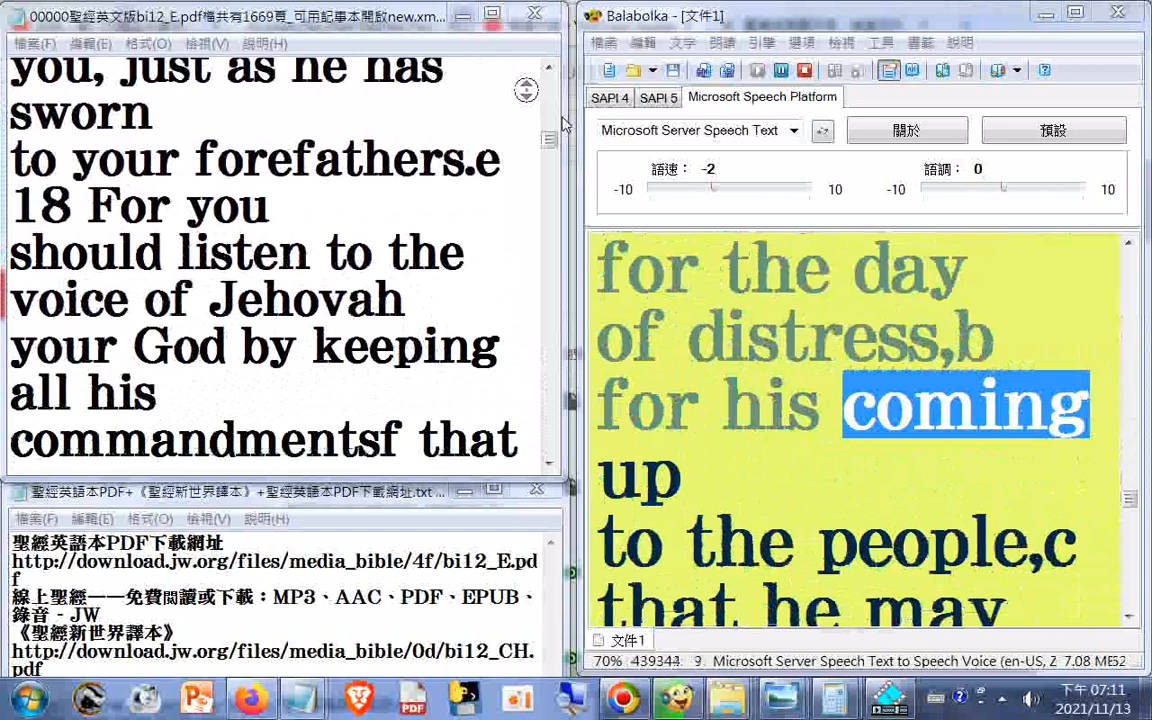 00000聖經英文版bi12_E.pdf檔共有1669頁_可用記事本開啟new.xm...
檔案(F) 編輯(E) 格式(O) 檢視(V) 說明(H)
you, just as he has
sworn
to your forefathers.e
18 For you
should listen to the
voice of Jehovah
your God by keeping
all his
commandmentsf that
聖經英語本PDF+《聖經新世界譯本》+聖經英語本PDF下載網址.txt ...
檔案(F) 編輯(E) 格式(O) 檢視(V) 說明(H)
聖經英語本PDF下載網址
http://download.jw.org/files/media_bible/4f/bi12_E.pd
f
線上聖經——免費閱讀或下載：MP3、AAC、PDF、EPUB、
錄音 - JW
《聖經新世界譯本》
http://download.jw.org/files/media_bible/0d/bi12_CH.
pdf
Balabolka - [文件1]
檔案 編輯 文字 朗讀 引擎 選項 檢視 工具 書籤 說明
SAPI 4 SAPI 5 Microsoft Speech Platform
Microsoft Server Speech Text 關於 預設
語速： -2 語調： 0
-10 10 -10 10
for the day
of distress,b
for his coming
up
to the people,c
that he may
文件1
70% 9. Microsoft Server Speech Text to Speech Voice (en-US, Z 7.08 ME52
PDF
下午 07:11
2021/11/13